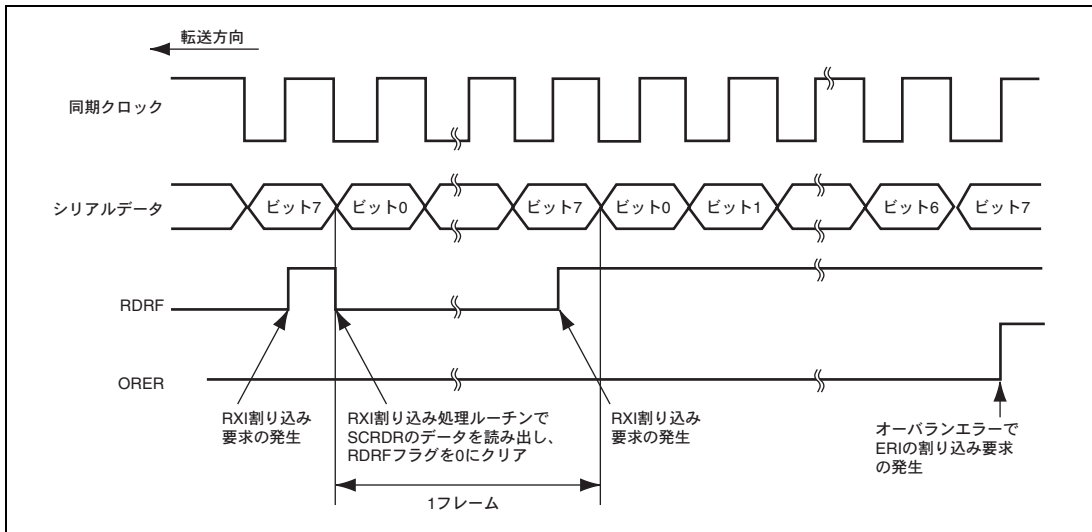 転送方向
同期クロック
シリアルデータ
ビット7
ビット0
ビット7
ビット0
ビット1
ビット6
ビット7
RDRF
ORER
RXI割り込み
要求の発生
RXI割り込み処理ルーチンで
SCRDRのデータを読み出し、
RDRFフラグを0にクリア
RXI割り込み
要求の発生
オーバランエラーで
ERIの割り込み要求
の発生
1フレーム